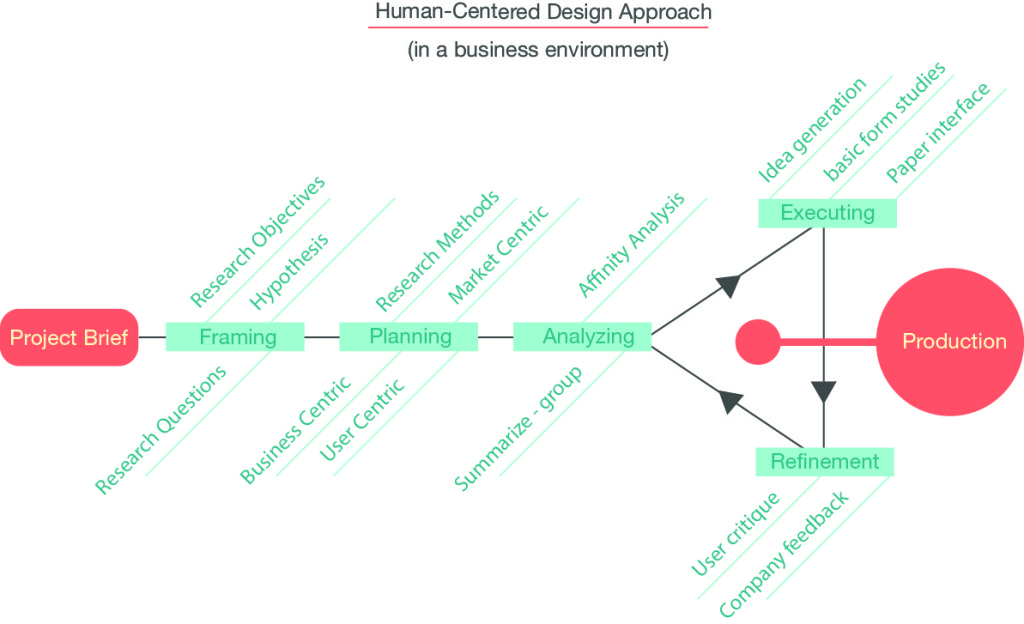 Human-Centered Design Approach
(in a business environment)
Idea generation
basic form studies
Paper interface
Executing
Research Objectives
Hypothesis
Research Methods
Market Centric
Affinity Analysis
Project Brief
Framing
Planning
Analyzing
Production
Research Questions
Business Centric
User Centric
Summarize - group
Refinement
User critique
Company feedback